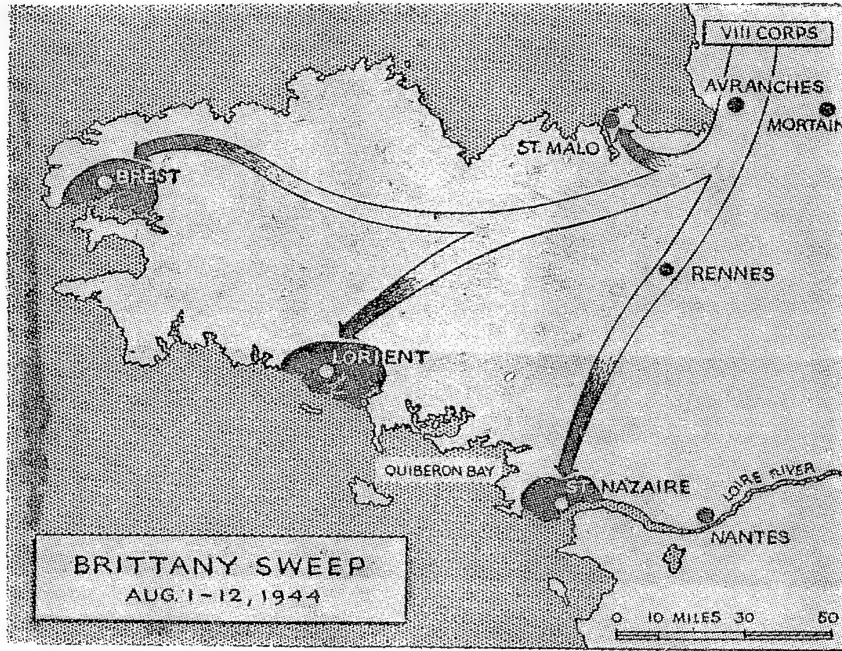 VIII CORPS
AVRANCHES
MORTAIN
ST. MALO
BREST
RENNES
LORIENT
QUIBERON BAY
ST. NAZAIRE
LOIRE RIVER
NANTES
BRITTANY SWEEP
AUG. 1-12, 1944
0 10 MILES 30 50